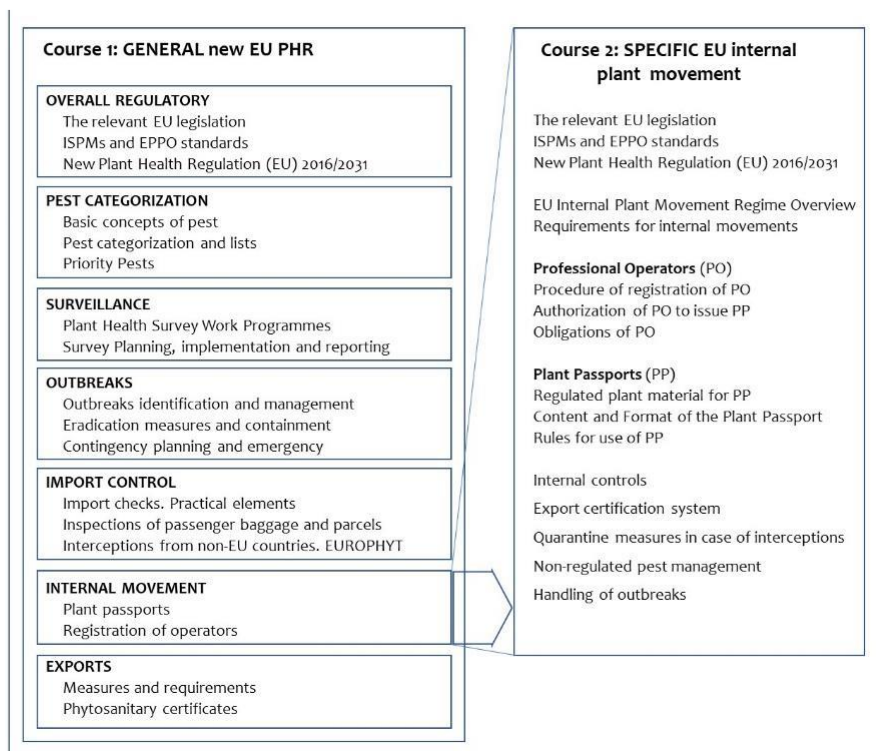 Course 1: GENERAL new EU PHR
OVERALL REGULATORY
The relevant EU legislation
ISPMs and EPPO standards
New Plant Health Regulation (EU) 2016/2031
PEST CATEGORIZATION
Basic concepts of pest
Pest categorization and lists
Priority Pests
SURVEILLANCE
Plant Health Survey Work Programmes
Survey Planning, implementation and reporting
OUTBREAKS
Outbreaks identification and management
Eradication measures and containment
Contingency planning and emergency
IMPORT CONTROL
Import checks. Practical elements
Inspections of passenger baggage and parcels
Interceptions from non-EU countries. EUROPHYT
INTERNAL MOVEMENT
Plant passports
Registration of operators
EXPORTS
Measures and requirements
Phytosanitary certificates
Course 2: SPECIFIC EU internal
plant movement
The relevant EU legislation
ISPMs and EPPO standards
New Plant Health Regulation (EU) 2016/2031
EU Internal Plant Movement Regime Overview
Requirements for internal movements
Professional Operators (PO)
Procedure of registration of PO
Authorization of PO to issue PP
Obligations of PO
Plant Passports (PP)
Regulated plant material for PP
Content and Format of the Plant Passport
Rules for use of PP
Internal controls
Export certification system
Quarantine measures in case of interceptions
Non-regulated pest management
Handling of outbreaks